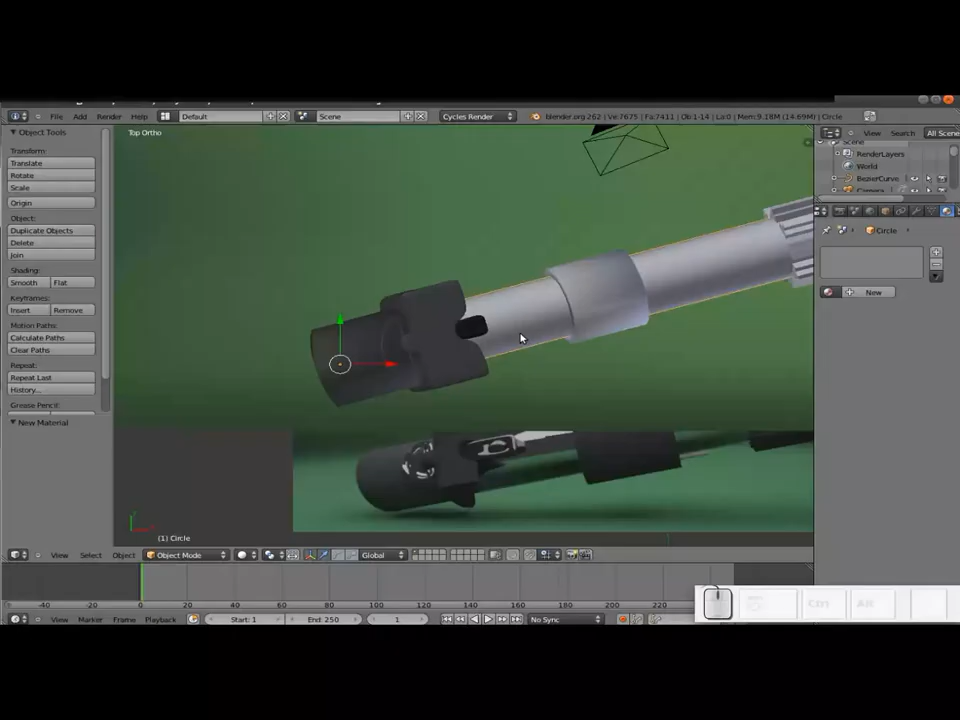 File Add Render Help Default Scene Cycles Render blender.org 262 | Ve:7675 | Fa:7411 | Ob:1-14 | La:0 | Mem:9.18M (14.69M) | Circle
View Search All Scene
Object Tools
Top Ortho
Transform:
Translate
Rotate
Scale
Origin
Object:
Duplicate Objects
Delete
Join
Shading:
Smooth Flat
Keyframes:
Insert Remove
Motion Paths:
Calculate Paths
Clear Paths
Repeat:
Repeat Last
History...
Grease Pencil:
New Material
(1) Circle
Scene
RenderLayers
World
BezierCurve
Camera
Circle
New
View Select Object Object Mode Global
-40 -20 0 20 40 60 80 100 120 140 160 180 200 220
Ctrl Alt
View Marker Frame Playback Start: 1 End: 250 1 No Sync